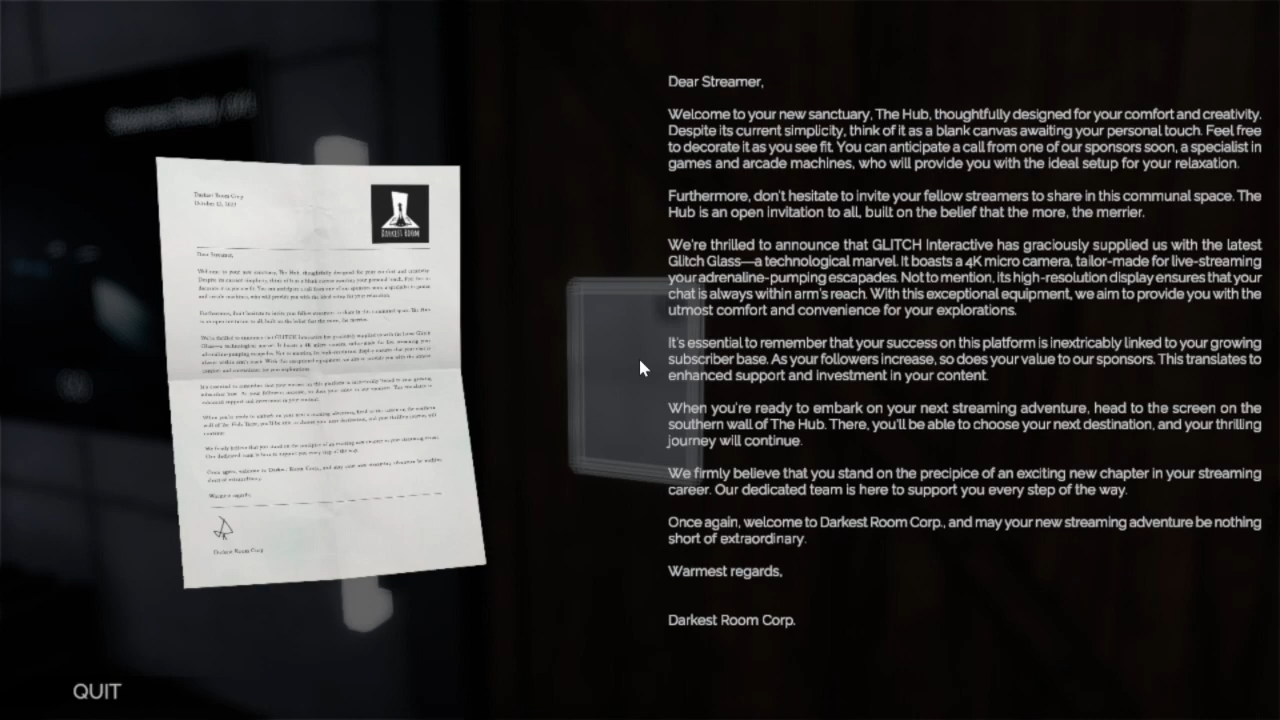 Dear Streamer,
Welcome to your new sanctuary, The Hub, thoughtfully designed for your comfort and creativity.
Despite its current simplicity, think of it as a blank canvas awaiting your personal touch. Feel free
to decorate it as you see fit. You can anticipate a call from one of our sponsors soon, a specialist in
games and arcade machines, who will provide you with the ideal setup for your relaxation.
Furthermore, don't hesitate to invite your fellow streamers to share in this communal space. The
Hub is an open invitation to all, built on the belief that the more, the merrier.
We're thrilled to announce that GLITCH Interactive has graciously supplied us with the latest
Glitch Glass—a technological marvel. It boasts a 4K micro camera, tailor-made for live-streaming
your adrenaline-pumping escapades. Not to mention, its high-resolution display ensures that your
chat is always within arm's reach. With this exceptional equipment, we aim to provide you with the
utmost comfort and convenience for your explorations.
It's essential to remember that your success on this platform is inextricably linked to your growing
subscriber base. As your followers increase, so does your value to our sponsors. This translates to
enhanced support and investment in your content.
When you're ready to embark on your next streaming adventure, head to the screen on the
southern wall of The Hub. There, you'll be able to choose your next destination, and your thrilling
journey will continue.
We firmly believe that you stand on the precipice of an exciting new chapter in your streaming
career. Our dedicated team is here to support you every step of the way.
Once again, welcome to Darkest Room Corp., and may your new streaming adventure be nothing
short of extraordinary.
Warmest regards,
Darkest Room Corp.
Darkest Room Corp
DARKEST ROOM
Dear Streamer,
QUIT